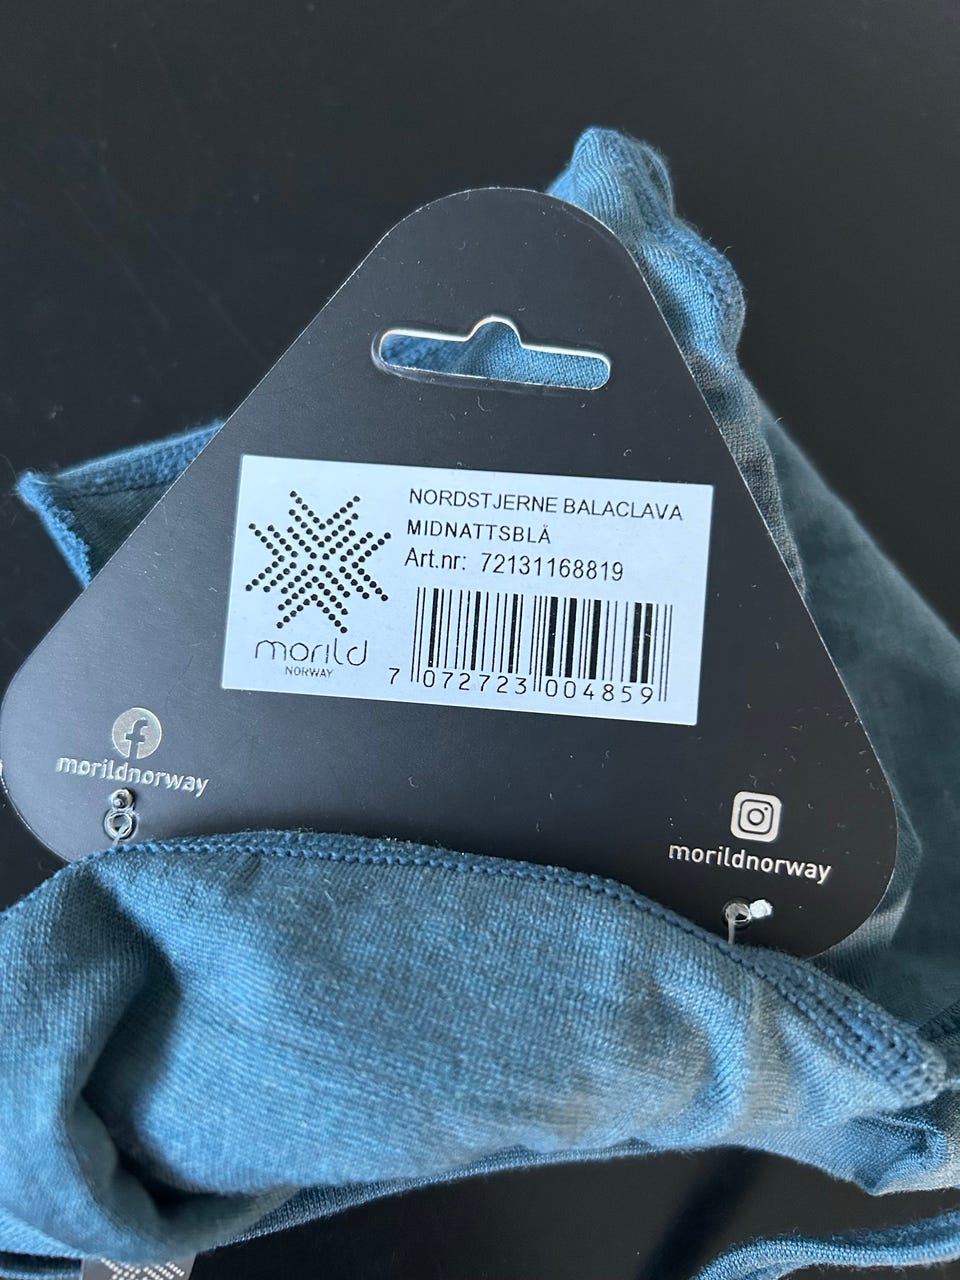 NORDSTJERNE BALACLAVA
MIDNATTSBLÅ
Art.nr: 72131168819
morild
NORWAY
7 072723 004859
morildnorway
morildnorway